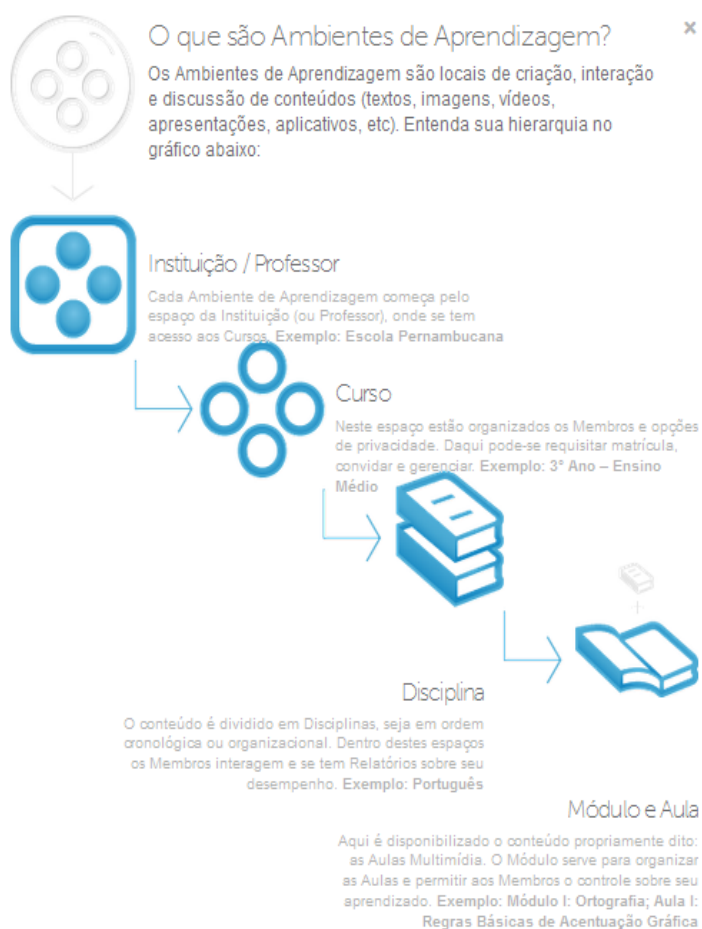 O que são Ambientes de Aprendizagem?
×
Os Ambientes de Aprendizagem são locais de criação, interação
e discussão de conteúdos (textos, imagens, vídeos,
apresentações, aplicativos, etc). Entenda sua hierarquia no
gráfico abaixo:
Instituição / Professor
Cada Ambiente de Aprendizagem começa pelo
espaço da Instituição (ou Professor), onde se tem
acesso aos Cursos. Exemplo: Escola Pernambucana
Curso
Neste espaço estão organizados os Membros e opções
de privacidade. Daqui pode-se requisitar matrícula,
convidar e gerenciar. Exemplo: 3° Ano – Ensino
Médio
Disciplina
O conteúdo é dividido em Disciplinas, seja em ordem
cronológica ou organizacional. Dentro destes espaços
os Membros interagem e se tem Relatórios sobre seu
desempenho. Exemplo: Português
Módulo e Aula
Aqui é disponibilizado o conteúdo propriamente dito:
as Aulas Multimídia. O Módulo serve para organizar
as Aulas e permitir aos Membros o controle sobre seu
aprendizado. Exemplo: Módulo I: Ortografia; Aula I:
Regras Básicas de Acentuação Gráfica